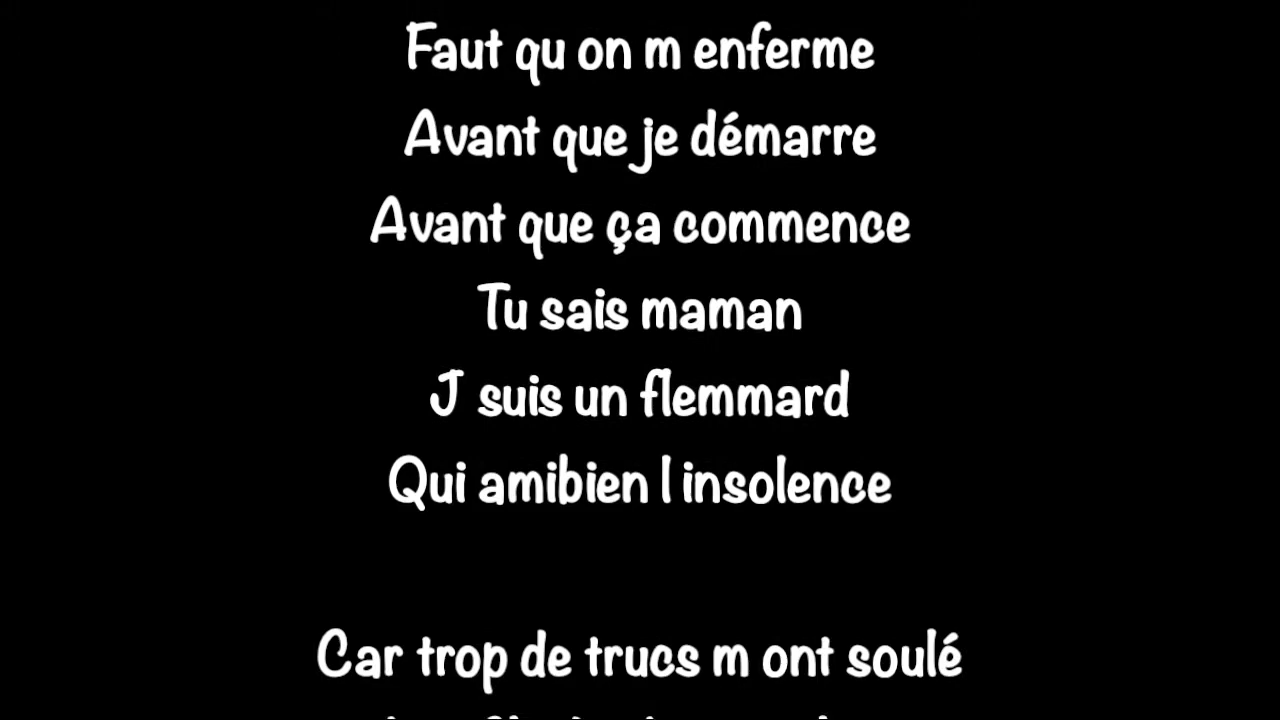 Faut qu on m enferme
Avant que je démarre
Avant que ça commence
Tu sais maman
J suis un flemmard
Qui amibien l insolence
Car trop de trucs m ont soulé